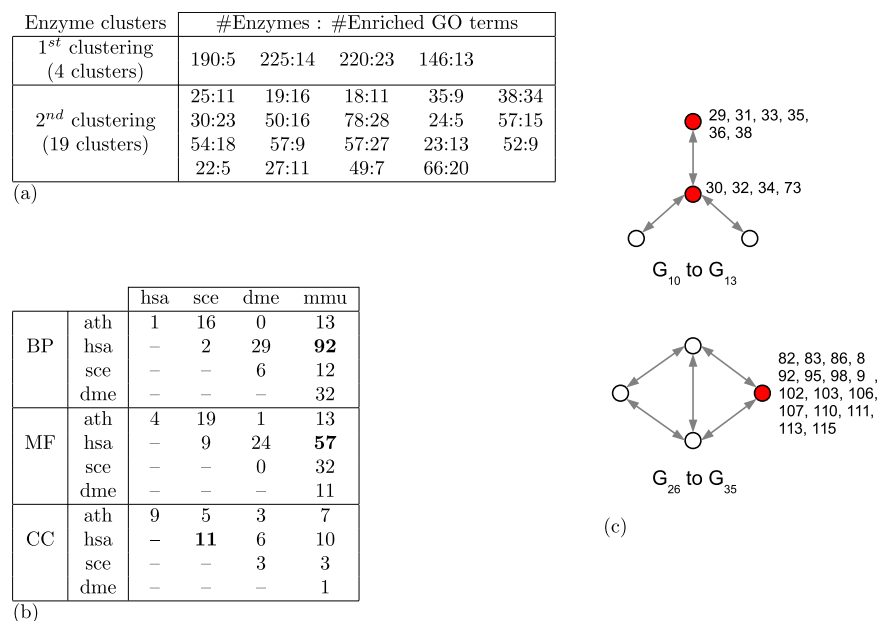 Enzyme clusters #Enzymes : #Enriched GO terms
1st clustering
(4 clusters)
190:5 225:14 220:23 146:13
2nd clustering
(19 clusters)
25:11 19:16 18:11 35:9 38:34
30:23 50:16 78:28 24:5 57:15
54:18 57:9 57:27 23:13 52:9
22:5 27:11 49:7 66:20
(a)
hsa sce dme mmu
BP
ath 1 16 0 13
hsa – 2 29 92
sce – – 6 12
dme – – – 32
MF
ath 4 19 1 13
hsa – 9 24 57
sce – – 0 32
dme – – – 11
CC
ath 9 5 3 7
hsa – 11 6 10
sce – – 3 3
dme – – – 1
(b)
29, 31, 33, 35,
36, 38
30, 32, 34, 73
G10 to G13
82, 83, 86, 8
92, 95, 98, 9 ,
102, 103, 106,
107, 110, 111,
113, 115
G26 to G35
(c)